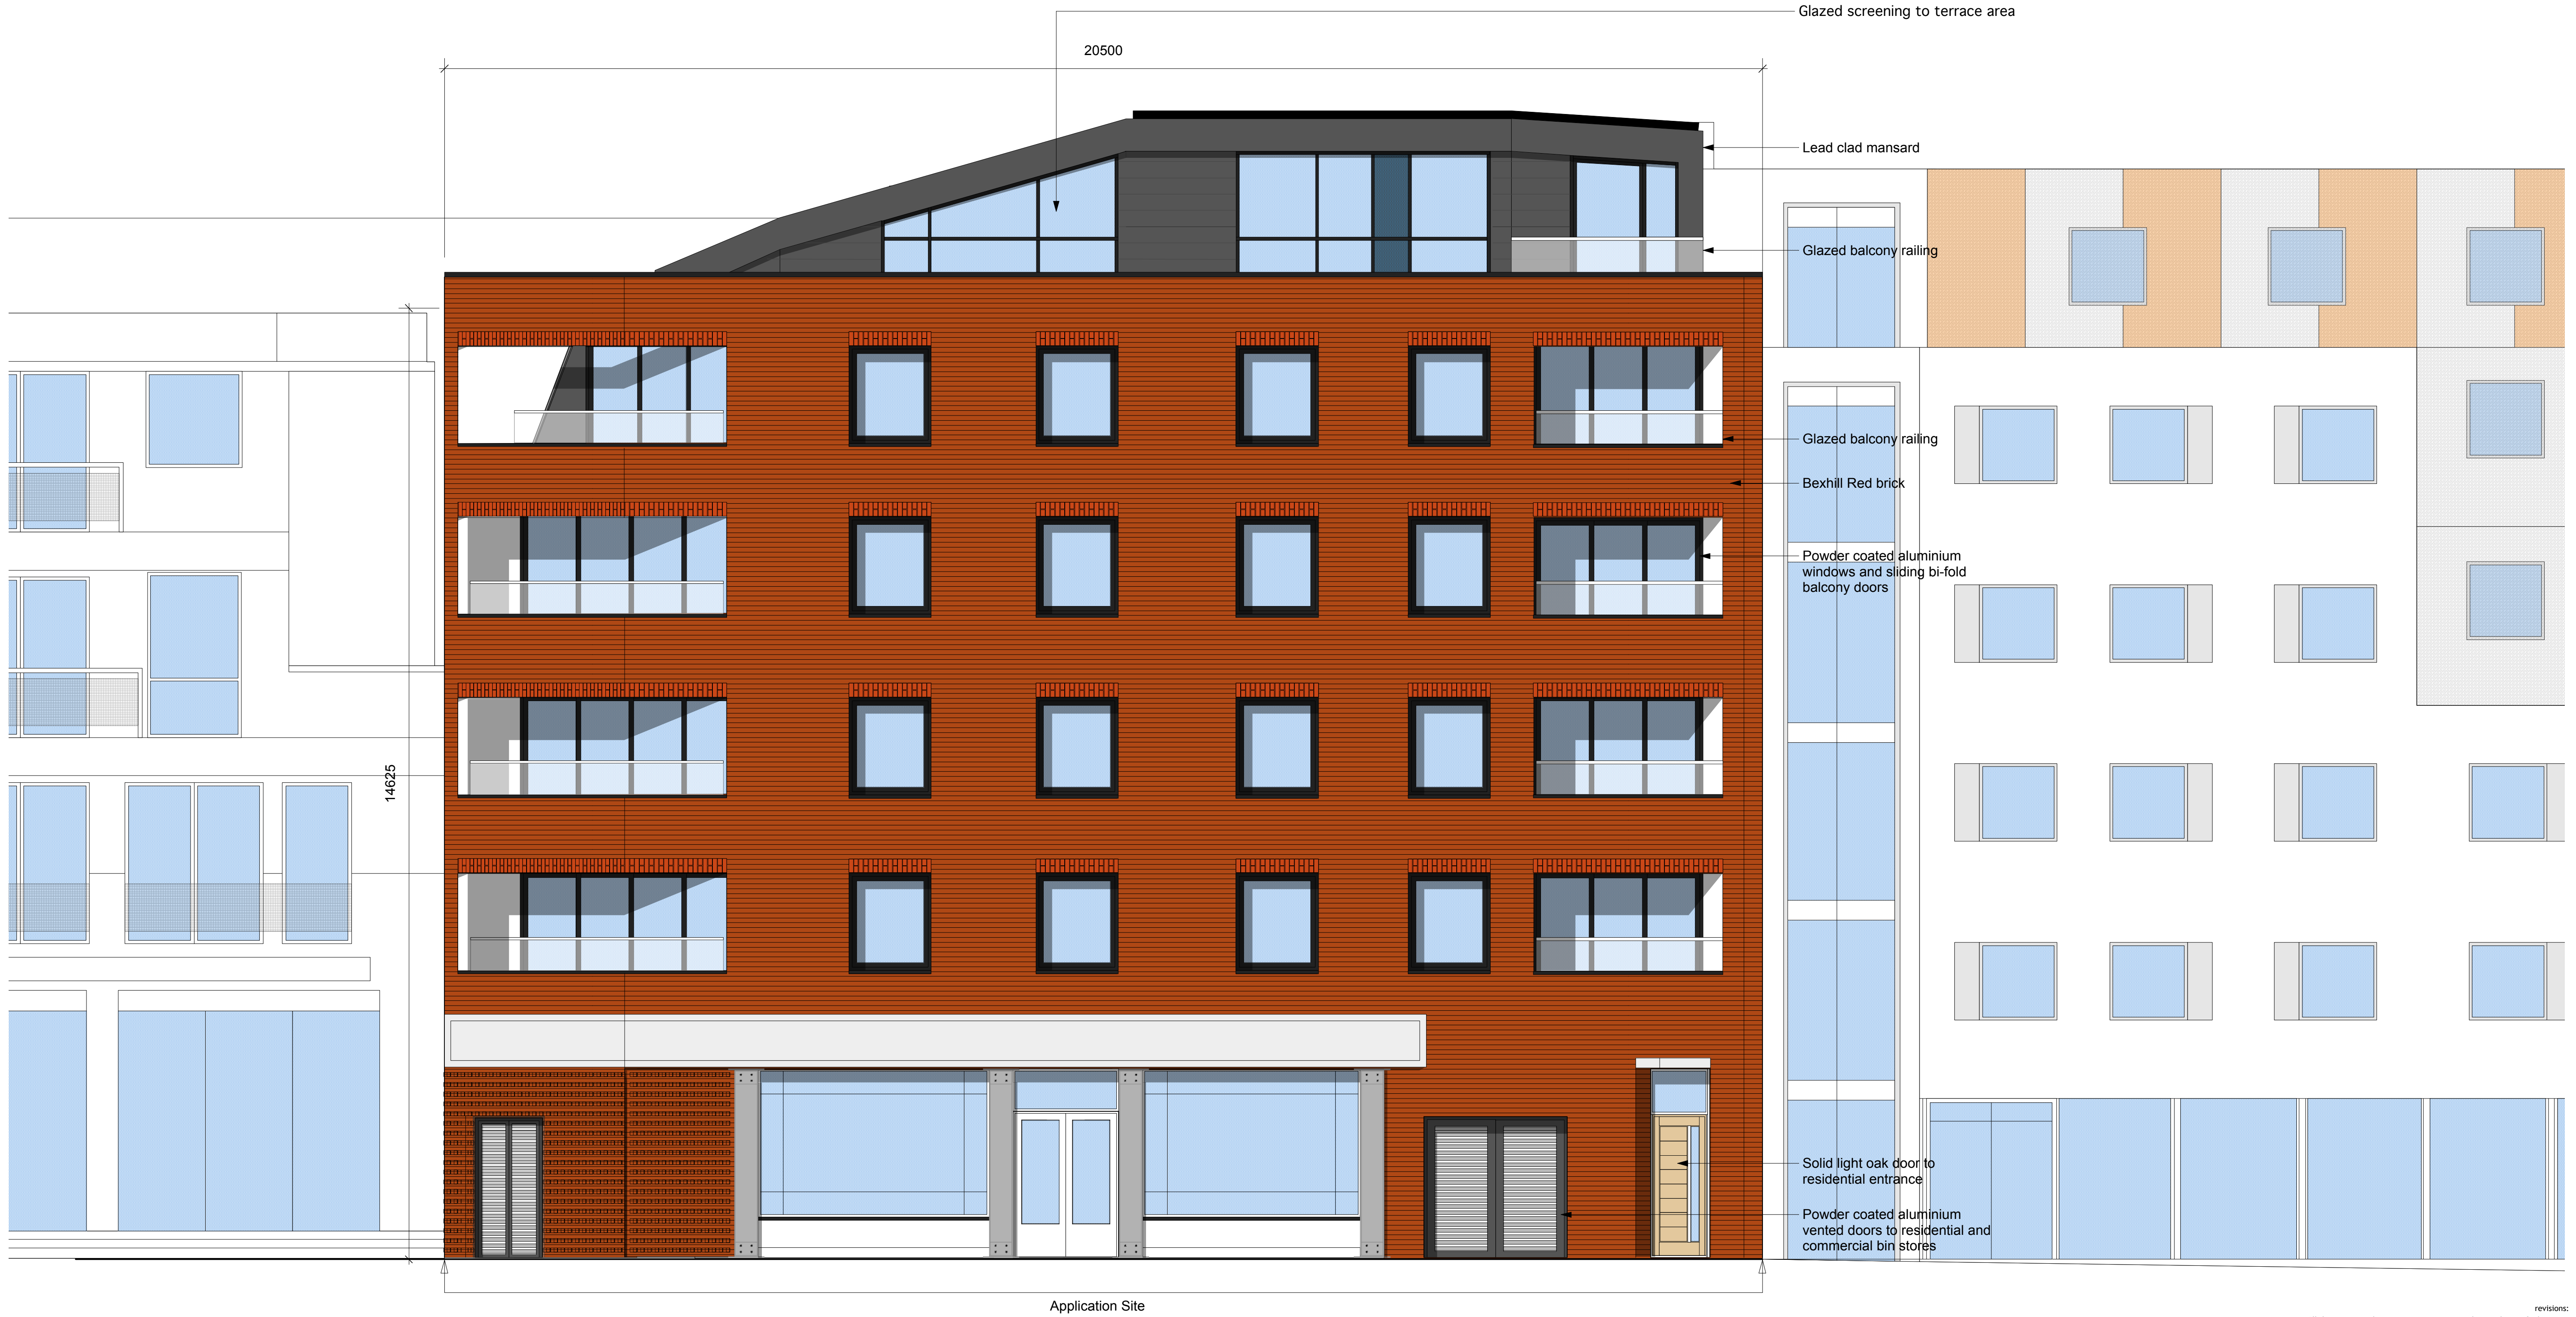 Glazed screening to terrace area
20500
Lead clad mansard
Glazed balcony railing
Glazed balcony railing
Bexhill Red brick
Powder coated aluminium
windows and sliding bi-fold
balcony doors
14625
Solid light oak door to
residential entrance
Powder coated aluminium
vented doors to residential and
commercial bin stores
Application Site
revisions: